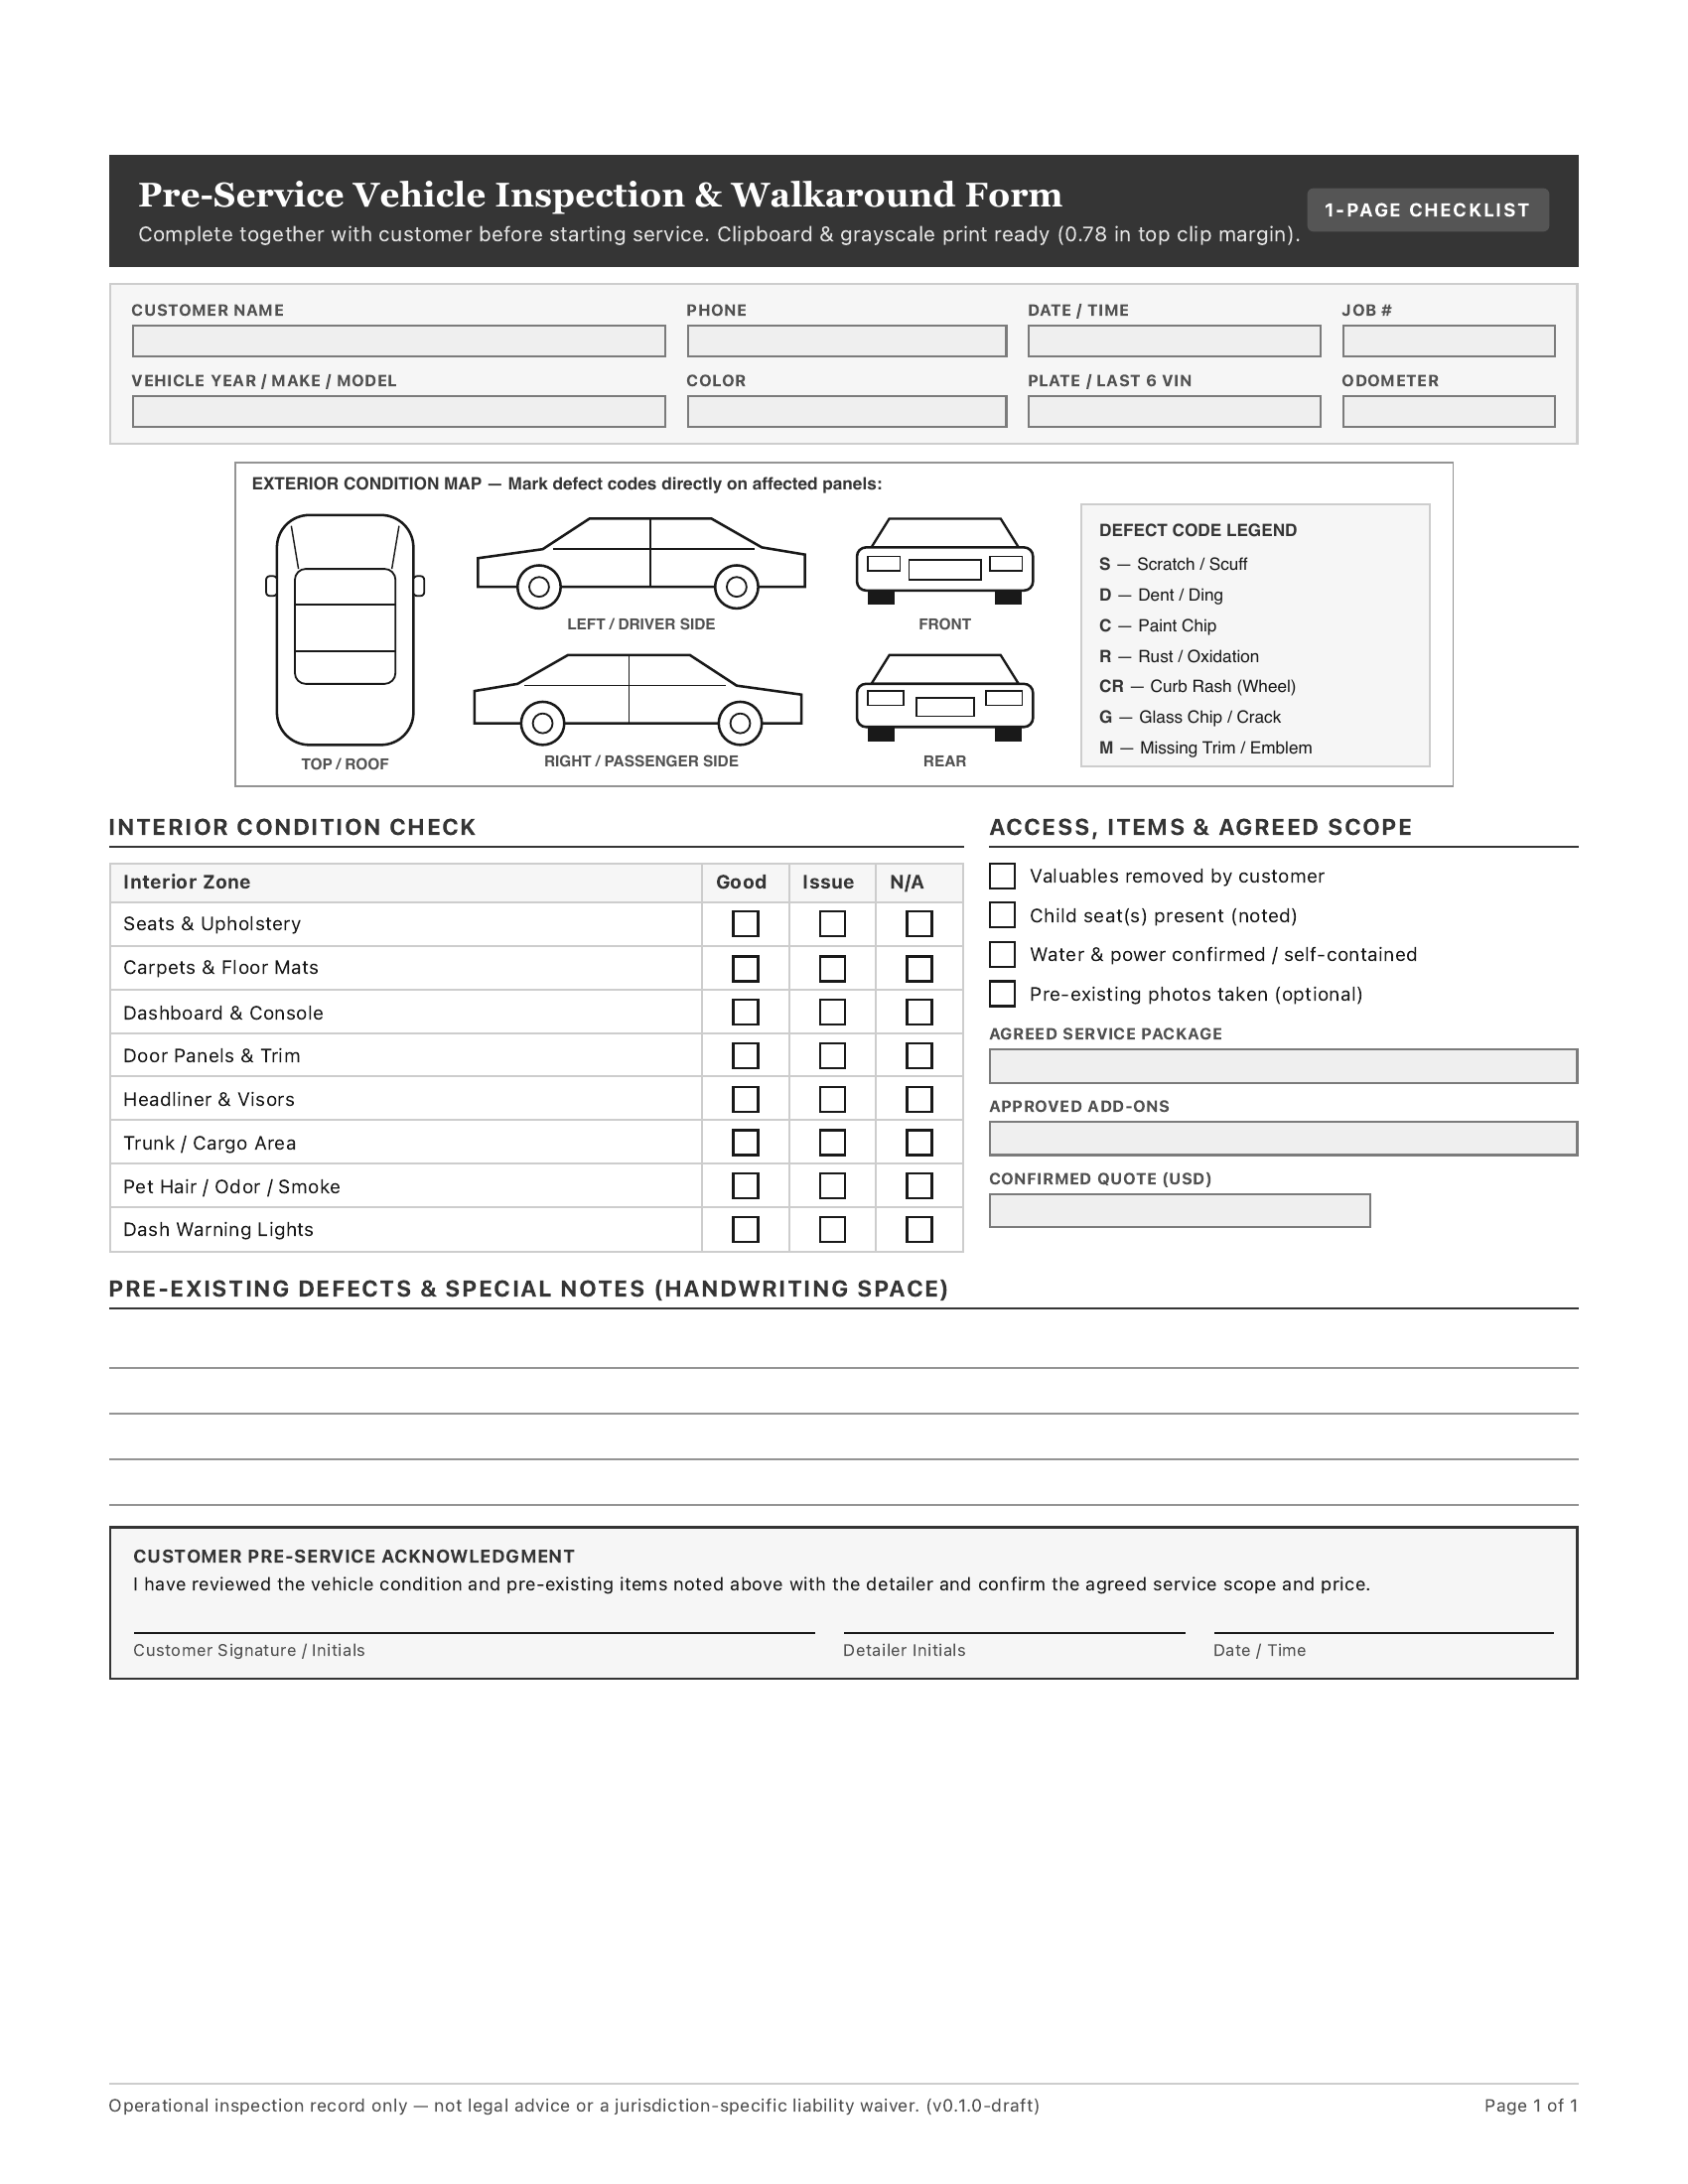 Pre-Service Vehicle Inspection & Walkaround Form
Complete together with customer before starting service. Clipboard & grayscale print ready (0.78 in top clip margin).
1-PAGE CHECKLIST
CUSTOMER NAME
PHONE
DATE / TIME
JOB #
VEHICLE YEAR / MAKE / MODEL
COLOR
PLATE / LAST 6 VIN
ODOMETER
EXTERIOR CONDITION MAP — Mark defect codes directly on affected panels:
TOP / ROOF
LEFT / DRIVER SIDE
RIGHT / PASSENGER SIDE
FRONT
REAR
DEFECT CODE LEGEND
S — Scratch / Scuff
D — Dent / Ding
C — Paint Chip
R — Rust / Oxidation
CR — Curb Rash (Wheel)
G — Glass Chip / Crack
M — Missing Trim / Emblem
INTERIOR CONDITION CHECK
Interior Zone Good Issue N/A
Seats & Upholstery
Carpets & Floor Mats
Dashboard & Console
Door Panels & Trim
Headliner & Visors
Trunk / Cargo Area
Pet Hair / Odor / Smoke
Dash Warning Lights
ACCESS, ITEMS & AGREED SCOPE
Valuables removed by customer
Child seat(s) present (noted)
Water & power confirmed / self-contained
Pre-existing photos taken (optional)
AGREED SERVICE PACKAGE
APPROVED ADD-ONS
CONFIRMED QUOTE (USD)
PRE-EXISTING DEFECTS & SPECIAL NOTES (HANDWRITING SPACE)
CUSTOMER PRE-SERVICE ACKNOWLEDGMENT
I have reviewed the vehicle condition and pre-existing items noted above with the detailer and confirm the agreed service scope and price.
Customer Signature / Initials
Detailer Initials
Date / Time
Operational inspection record only — not legal advice or a jurisdiction-specific liability waiver. (v0.1.0-draft)
Page 1 of 1